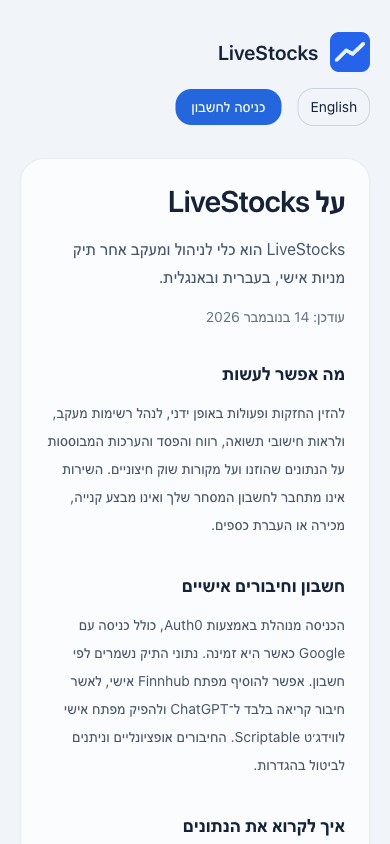 LiveStocks
English
כניסה לחשבון
על LiveStocks
LiveStocks הוא כלי לניהול ומעקב אחר תיק
מניות אישי, בעברית ובאנגלית.
עודכן: 14 בנובמבר 2026
מה אפשר לעשות
להזין החזקות ופעולות באופן ידני, לנהל רשימות מעקב,
ולראות חישובי תשואה, רווח והפסד והערכות המבוססות
על הנתונים שהוזנו ועל מקורות שוק חיצוניים. השירות
אינו מתחבר לחשבון המסחר שלך ואינו מבצע קנייה,
מכירה או העברת כספים.
חשבון וחיבורים אישיים
הכניסה מנוהלת באמצעות Auth0, כולל כניסה עם
Google כאשר היא זמינה. נתוני התיק נשמרים לפי
חשבון. אפשר להוסיף מפתח Finnhub אישי, לאשר
חיבור קריאה בלבד ל־ChatGPT ולהפיק מפתח אישי
לווידג׳ט Scriptable. החיבורים אופציונליים וניתנים
לביטול בהגדרות.
איך לקרוא את הנתונים